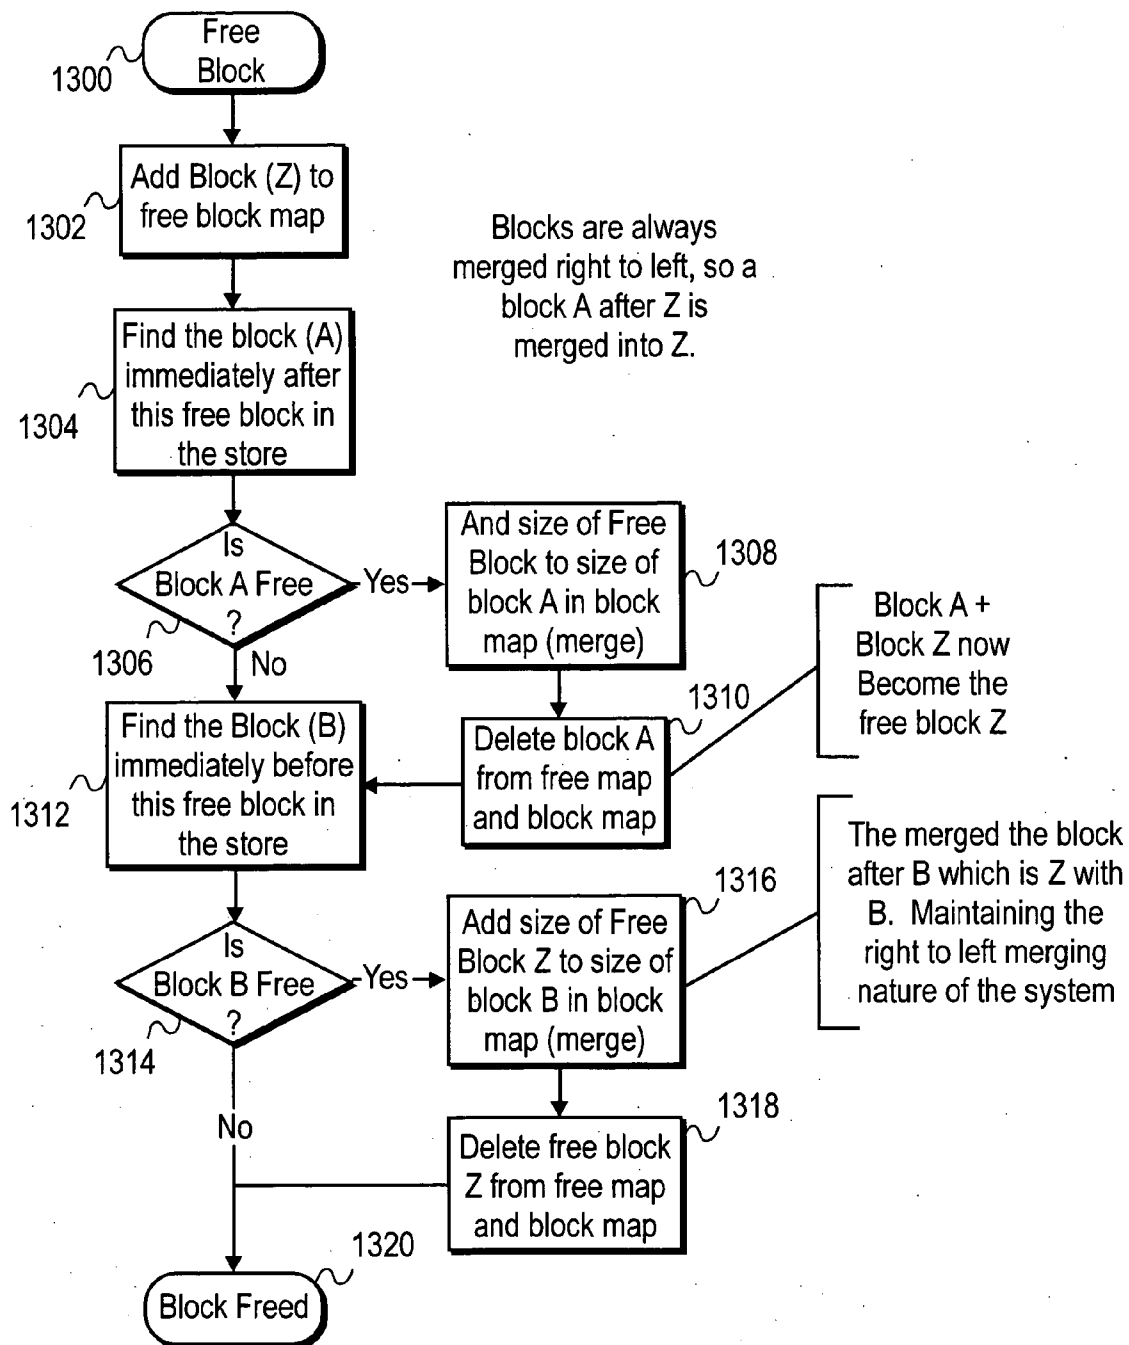 Free
Block
1300
Add Block (Z) to
free block map
1302
Blocks are always
merged right to left, so a
block A after Z is
merged into Z.
Find the block (A)
immediately after
this free block in
the store
1304
Is
Block A Free
?
1306
Yes
No
And size of Free
Block to size of
block A in block
map (merge)
1308
Block A +
Block Z now
Become the
free block Z
1310
Delete block A
from free map
and block map
Find the Block (B)
immediately before
this free block in
the store
1312
The merged the block
after B which is Z with
B. Maintaining the
right to left merging
nature of the system
1316
Add size of Free
Block Z to size of
block B in block
map (merge)
Is
Block B Free
?
1314
Yes
No
1318
Delete free block
Z from free map
and block map
1320
Block Freed